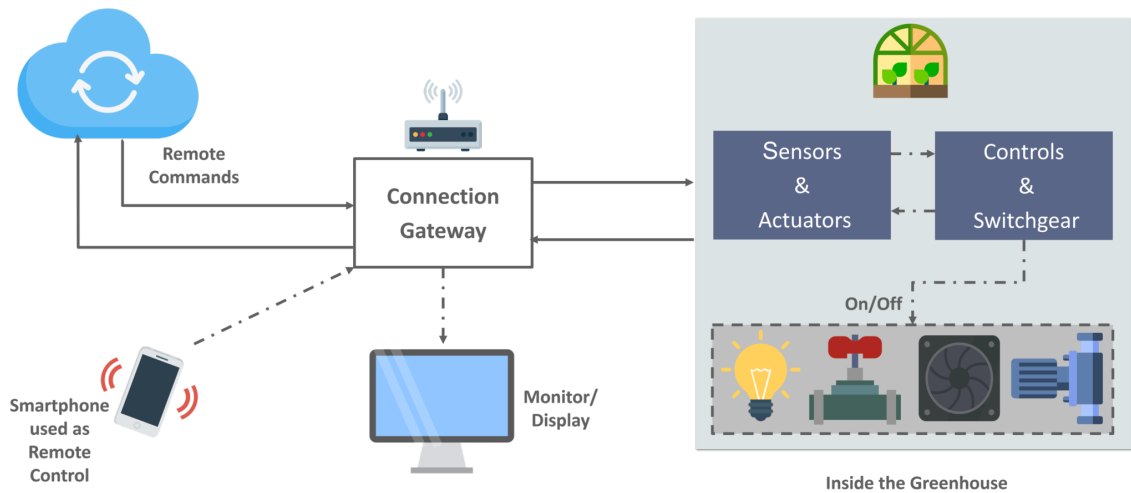 Remote
Commands
Connection
Gateway
Sensors
&
Actuators
Controls
&
Switchgear
On/Off
Smartphone
used as
Remote
Control
Monitor/
Display
Inside the Greenhouse